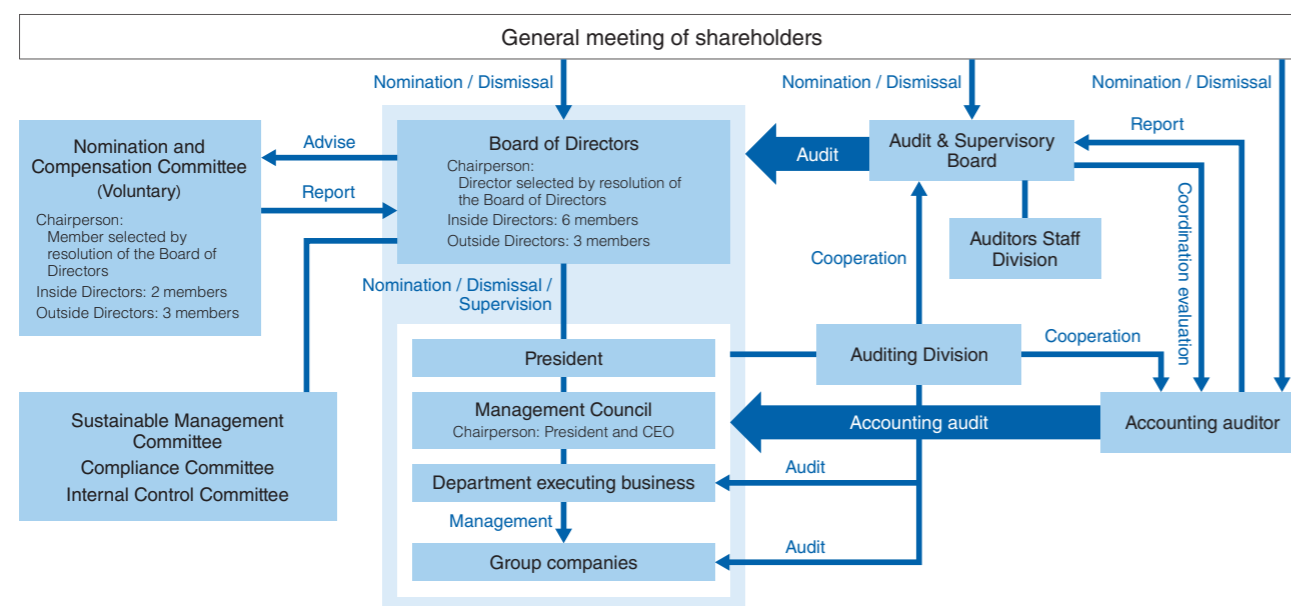 General meeting of shareholders
Nomination / Dismissal
Nomination / Dismissal
Nomination / Dismissal
Nomination and
Compensation Committee
(Voluntary)
Chairperson:
Member selected by
resolution of the Board of
Directors
Inside Directors: 2 members
Outside Directors: 3 members
Advise
Report
Board of Directors
Chairperson:
Director selected by resolution of
the Board of Directors
Inside Directors: 6 members
Outside Directors: 3 members
Audit
Audit & Supervisory
Board
Report
Auditors Staff
Division
Coordination evaluation
Cooperation
Nomination / Dismissal /
Supervision
President
Auditing Division
Cooperation
Sustainable Management
Committee
Compliance Committee
Internal Control Committee
Management Council
Chairperson: President and CEO
Accounting audit
Accounting auditor
Department executing business
Audit
Management
Group companies
Audit